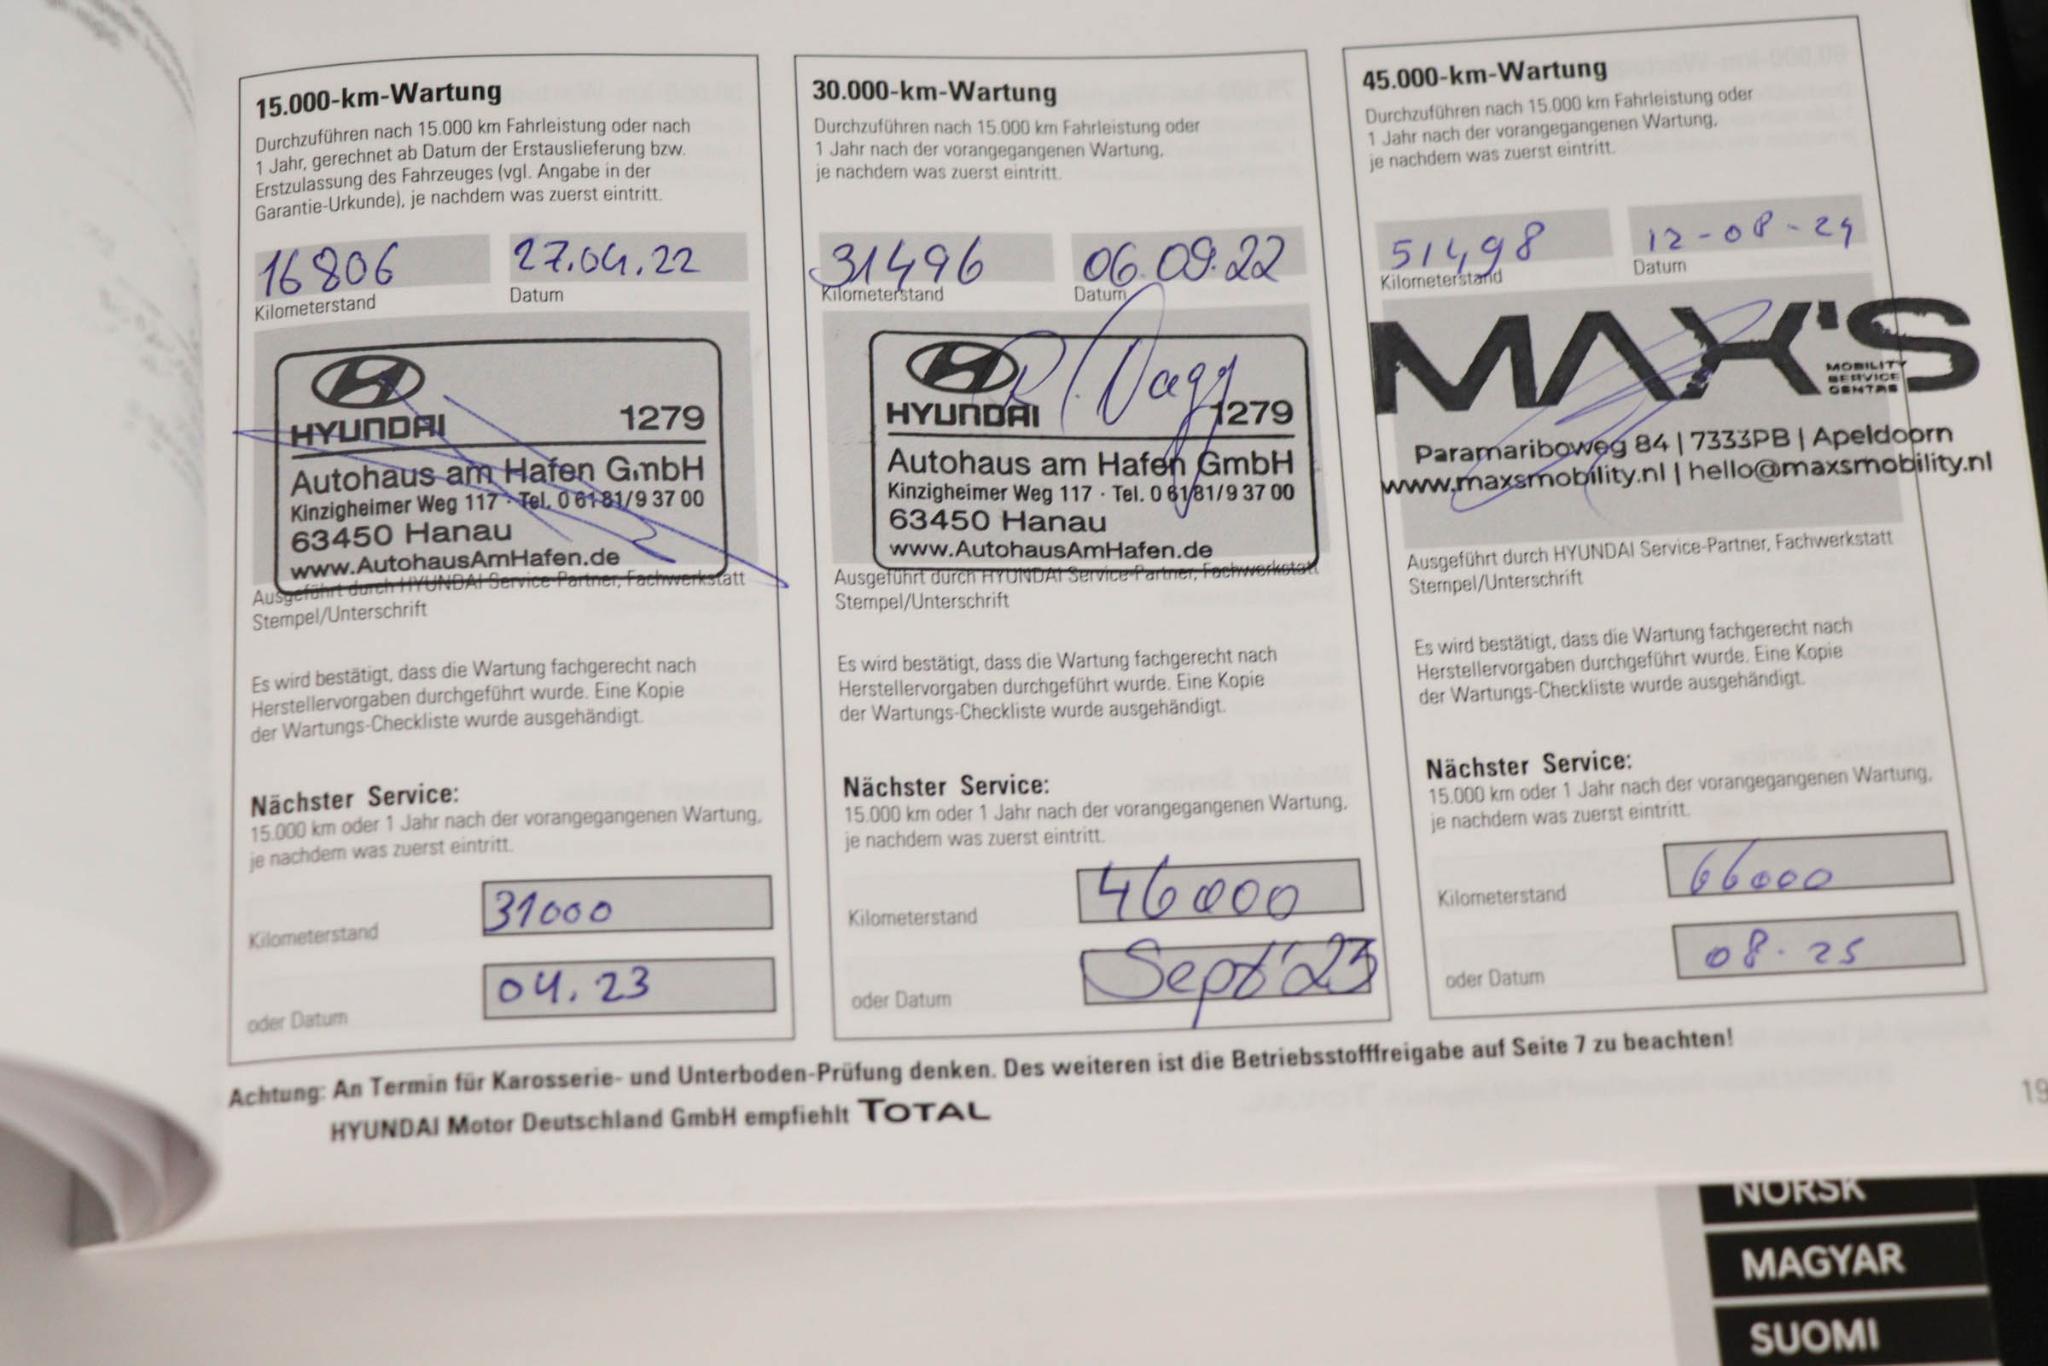 15.000-km-Wartung
Durchzuführen nach 15.000 km Fahrleistung oder nach
1 Jahr, gerechnet ab Datum der Erstauslieferung bzw.
Erstzulassung des Fahrzeuges (vgl. Angabe in der
Garantie-Urkunde), je nachdem was zuerst eintritt.
16806
27.04.22
Kilometerstand
Datum
HYUNDAI
1279
Autohaus am Hafen GmbH
Kinzigheimer Weg 117 · Tel. 0 61 81/9 37 00
63450 Hanau
www.AutohausAmHafen.de
Ausgeführt durch HYUNDAI Service-Partner, Fachwerkstatt
Stempel/Unterschrift
Es wird bestätigt, dass die Wartung fachgerecht nach
Herstellervorgaben durchgeführt wurde. Eine Kopie
der Wartungs-Checkliste wurde ausgehändigt.
Nächster Service:
15.000 km oder 1 Jahr nach der vorangegangenen Wartung,
je nachdem was zuerst eintritt.
Kilometerstand
31000
oder Datum
04.23
30.000-km-Wartung
Durchzuführen nach 15.000 km Fahrleistung oder
1 Jahr nach der vorangegangenen Wartung,
je nachdem was zuerst eintritt.
31496
06.09.22
Kilometerstand
Datum
HYUNDAI
1279
Autohaus am Hafen GmbH
Kinzigheimer Weg 117 · Tel. 0 61 81/9 37 00
63450 Hanau
www.AutohausAmHafen.de
Ausgeführt durch HYUNDAI Service-Partner, Fachwerkstatt
Stempel/Unterschrift
Es wird bestätigt, dass die Wartung fachgerecht nach
Herstellervorgaben durchgeführt wurde. Eine Kopie
der Wartungs-Checkliste wurde ausgehändigt.
Nächster Service:
15.000 km oder 1 Jahr nach der vorangegangenen Wartung,
je nachdem was zuerst eintritt.
Kilometerstand
46000
oder Datum
Sept'23
45.000-km-Wartung
Durchzuführen nach 15.000 km Fahrleistung oder
1 Jahr nach der vorangegangenen Wartung,
je nachdem was zuerst eintritt.
51498
12-08-24
Kilometerstand
Datum
MAX'S
MOBILITY
SERVICE
CENTRE
Paramariboweg 84 | 7333PB | Apeldoorn
www.maxsmobility.nl | hello@maxsmobility.nl
Ausgeführt durch HYUNDAI Service-Partner, Fachwerkstatt
Stempel/Unterschrift
Es wird bestätigt, dass die Wartung fachgerecht nach
Herstellervorgaben durchgeführt wurde. Eine Kopie
der Wartungs-Checkliste wurde ausgehändigt.
Nächster Service:
15.000 km oder 1 Jahr nach der vorangegangenen Wartung,
je nachdem was zuerst eintritt.
Kilometerstand
66000
oder Datum
08.25
Achtung: An Termin für Karosserie- und Unterboden-Prüfung denken. Des weiteren ist die Betriebsstofffreigabe auf Seite 7 zu beachten!
HYUNDAI Motor Deutschland GmbH empfiehlt TOTAL
19
NORSK
MAGYAR
SUOMI